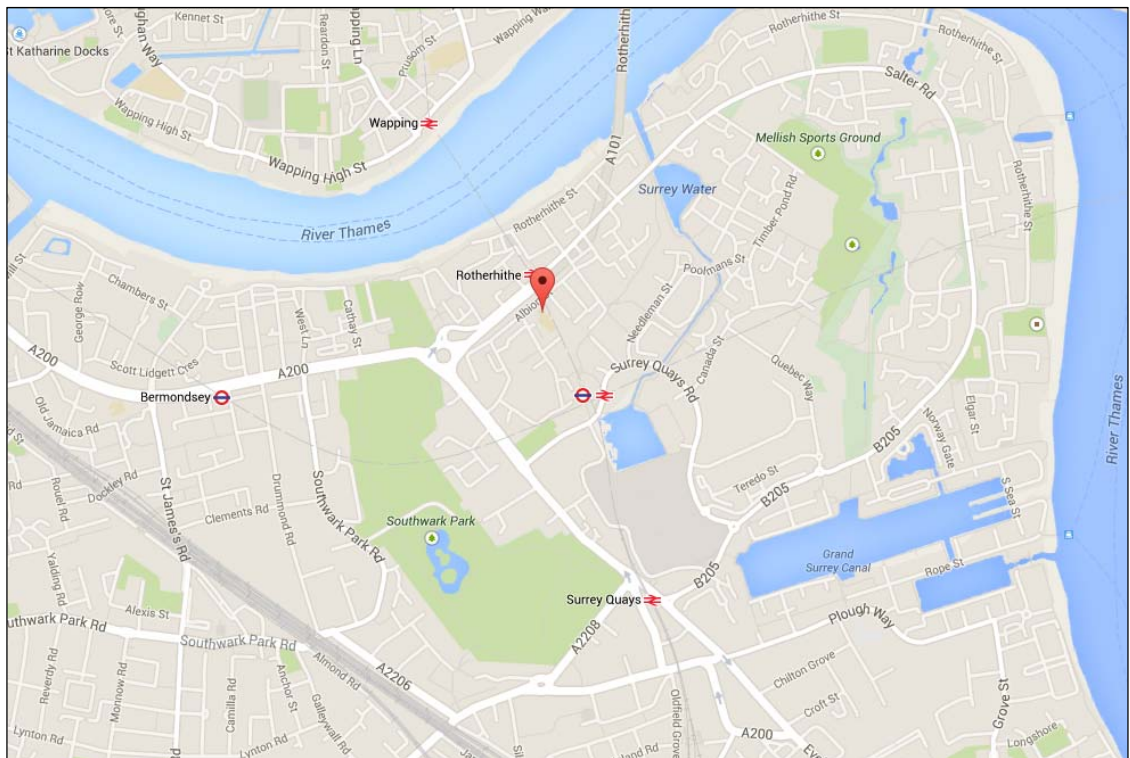 Kennet St
St Katharine Docks
Reardon St
Wapping Ln
Prusom St
Wapping High St
Wapping High St
Wapping
River Thames
Rotherhithe St
A101
Surrey Water
Rotherhithe St
Rotherhithe St
Salter Rd
Mellish Sports Ground
Timber Pond Rd
Rotherhithe St
Rotherhithe
Poolmans St
Needleman St
Chambers St
George Row
West Ln
Cathay St
A200
A200
Scott Lidgett Cres
Bermondsey
Surrey Quays Rd
Canada St
Quebec Way
B205
Norway Gate
Elgar St
River Thames
Old Jamaica Rd
Rouel Rd
Dockley Rd
St James's Rd
Clements Rd
Drummond Rd
Southwark Park Rd
Southwark Park
Teredo St
B205
S Sea St
Grand
Surrey Canal
Rope St
Yalding Rd
Alexis St
Surrey Quays
B205
Plough Way
Southwark Park Rd
A2208
Reverdy Rd
Monnow Rd
Camilla Rd
Anchor St
Almond Rd
Galleywall Rd
A2206
Oldfield Grove
Chilton Grove
Croft St
Grove St
A200
Lynton Rd
Lynton Rd
Longshore